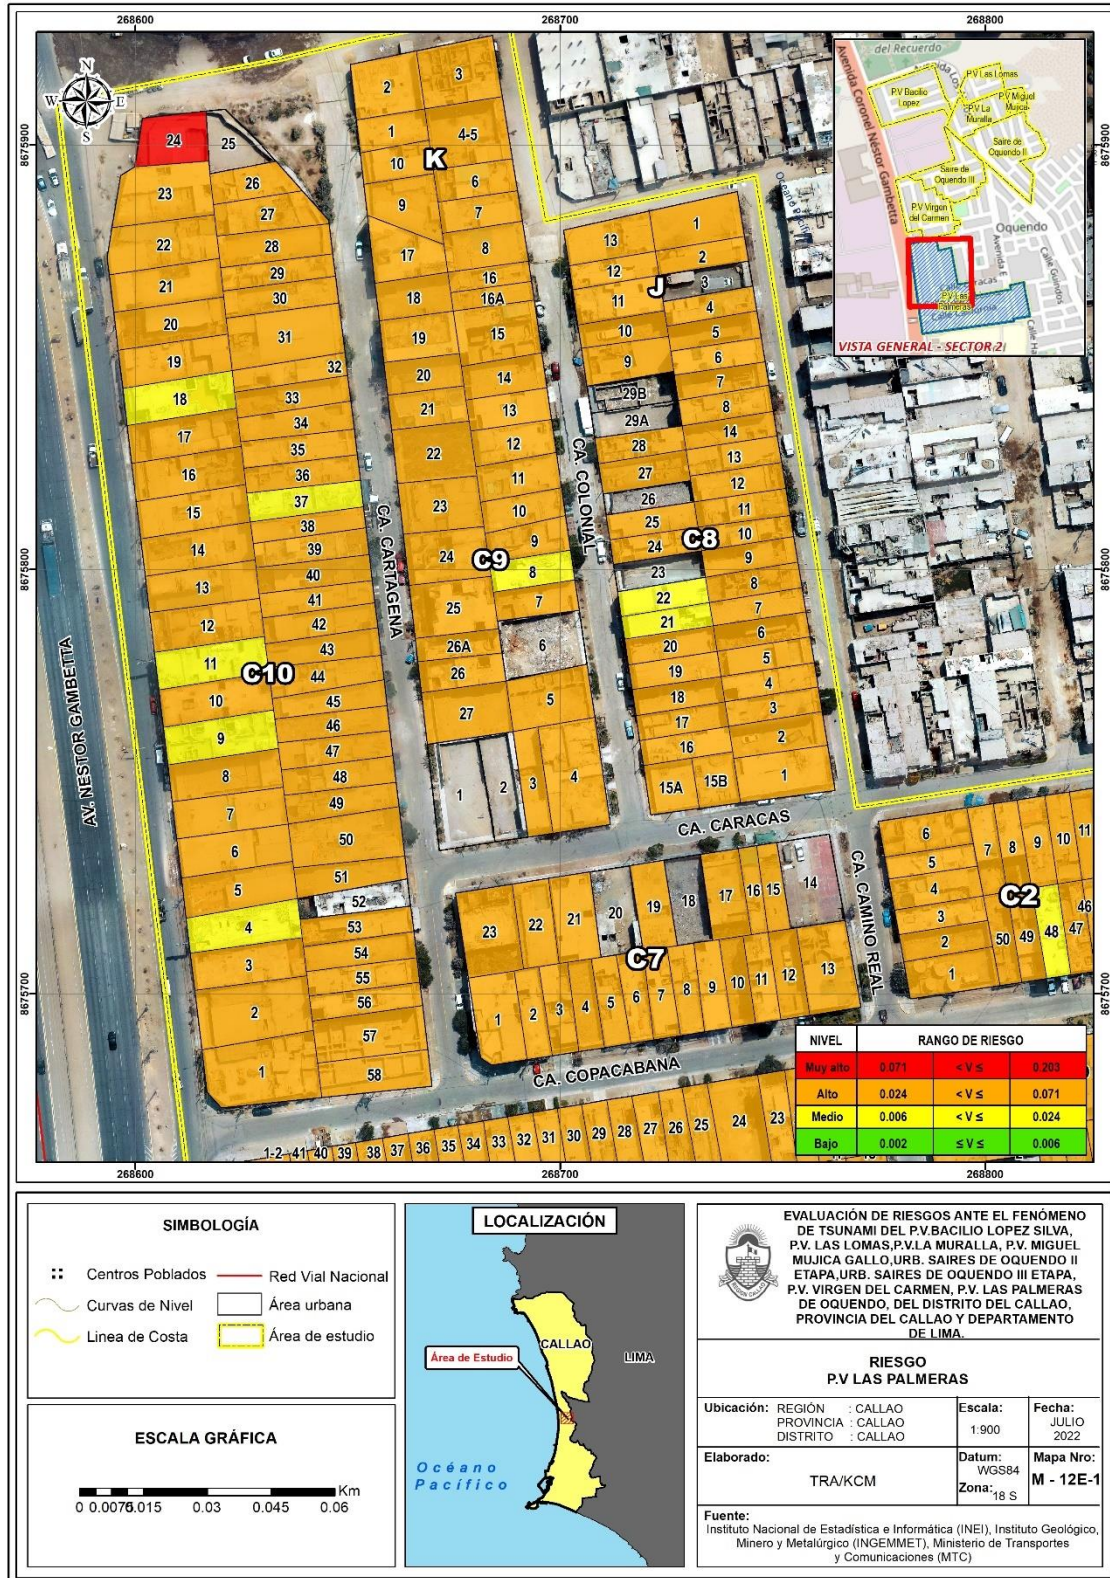 268600
268700
268800
8675900
8675800
8675700
N
W
E
S
Avenida Coronel Néstor Gambetta
del Recuerdo
P.V Bacilio Lopez
P.V Las Lomas
P.V La Muralla
P.V Miguel Mujica
Saire de Oquendo II
Saire de Oquendo III
P.V Virgen del Carmen
Oquendo
Avenida E
Calle Guindos
P.V Las Palmeras
Calle California
VISTA GENERAL - SECTOR 2
24
25
23
26
27
22
28
21
29
30
20
31
19
32
18
33
17
34
35
16
36
15
37
38
14
39
13
40
41
12
42
11
43
C10
44
10
45
9
46
47
8
48
7
49
6
50
5
51
4
52
53
3
54
55
2
56
57
1
58
2
3
1
4-5
K
10
6
9
7
17
8
16
18
16A
19
15
20
14
21
13
22
12
11
23
10
24
9
C9
8
25
7
26A
6
26
27
5
1
2
3
4
13
1
12
2
J
3
11
4
10
5
9
6
7
29B
8
29A
14
28
13
27
12
26
11
25
10
24
C8
9
23
8
22
7
21
6
20
5
19
4
18
3
17
2
16
15A
15B
1
AV. NESTOR GAMBETTA
CA. CARTAGENA
CA. COLONIAL
CA. CARACAS
CA. CAMINO REAL
CA. COPACABANA
23
22
21
20
19
18
17
16
15
14
C7
1
2
3
4
5
6
7
8
9
10
11
12
13
6
5
4
3
2
1
7
8
9
10
11
C2
50
49
48
47
46
1-2 41 40 39 38 37 36 35 34 33 32 31 30 29 28 27 26 25 24 23
NIVEL RANGO DE RIESGO
Muy alto 0.071 < V ≤ 0.203
Alto 0.024 < V ≤ 0.071
Medio 0.006 < V ≤ 0.024
Bajo 0.002 ≤ V ≤ 0.006
268600
268700
268800
SIMBOLOGÍA
Centros Poblados
Red Vial Nacional
Curvas de Nivel
Área urbana
Linea de Costa
Área de estudio
ESCALA GRÁFICA
Km
0 0.0075 0.015 0.03 0.045 0.06
LOCALIZACIÓN
CALLAO
LIMA
Área de Estudio
Océano
Pacífico
REGION CALLAO
EVALUACIÓN DE RIESGOS ANTE EL FENÓMENO
DE TSUNAMI DEL P.V.BACILIO LOPEZ SILVA,
P.V. LAS LOMAS,P.V.LA MURALLA, P.V. MIGUEL
MUJICA GALLO,URB. SAIRES DE OQUENDO II
ETAPA,URB. SAIRES DE OQUENDO III ETAPA,
P.V. VIRGEN DEL CARMEN, P.V. LAS PALMERAS
DE OQUENDO, DEL DISTRITO DEL CALLAO,
PROVINCIA DEL CALLAO Y DEPARTAMENTO
DE LIMA.
RIESGO
P.V LAS PALMERAS
Ubicación: REGIÓN : CALLAO
PROVINCIA : CALLAO
DISTRITO : CALLAO
Escala:
1:900
Fecha:
JULIO
2022
Elaborado:
TRA/KCM
Datum:
WGS84
Zona: 18 S
Mapa Nro:
M - 12E-1
Fuente:
Instituto Nacional de Estadística e Informática (INEI), Instituto Geológico,
Minero y Metalúrgico (INGEMMET), Ministerio de Transportes
y Comunicaciones (MTC)